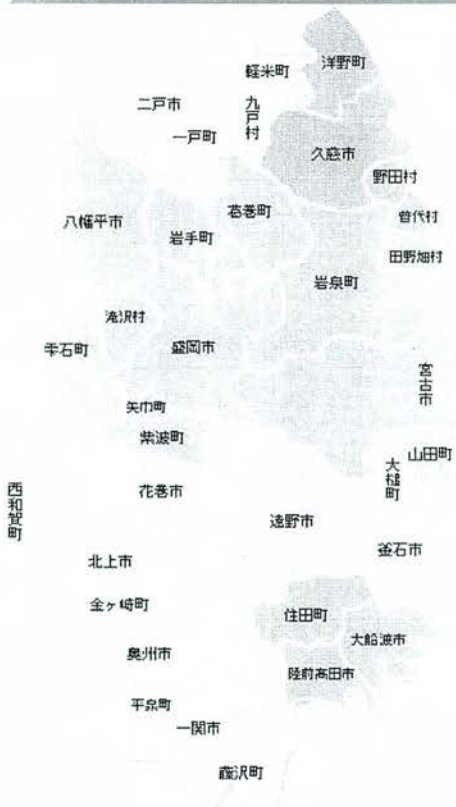 洋野町
軽米町
二戸市
九戸村
一戸町
久慈市
野田村
八幡平市
葛巻町
普代村
岩手町
田野畑村
岩泉町
滝沢村
雫石町
盛岡市
宮古市
矢巾町
紫波町
山田町
大槌町
西和賀町
花巻市
遠野市
釜石市
北上市
金ヶ崎町
住田町
大船渡市
奥州市
陸前高田市
平泉町
一関市
藤沢町